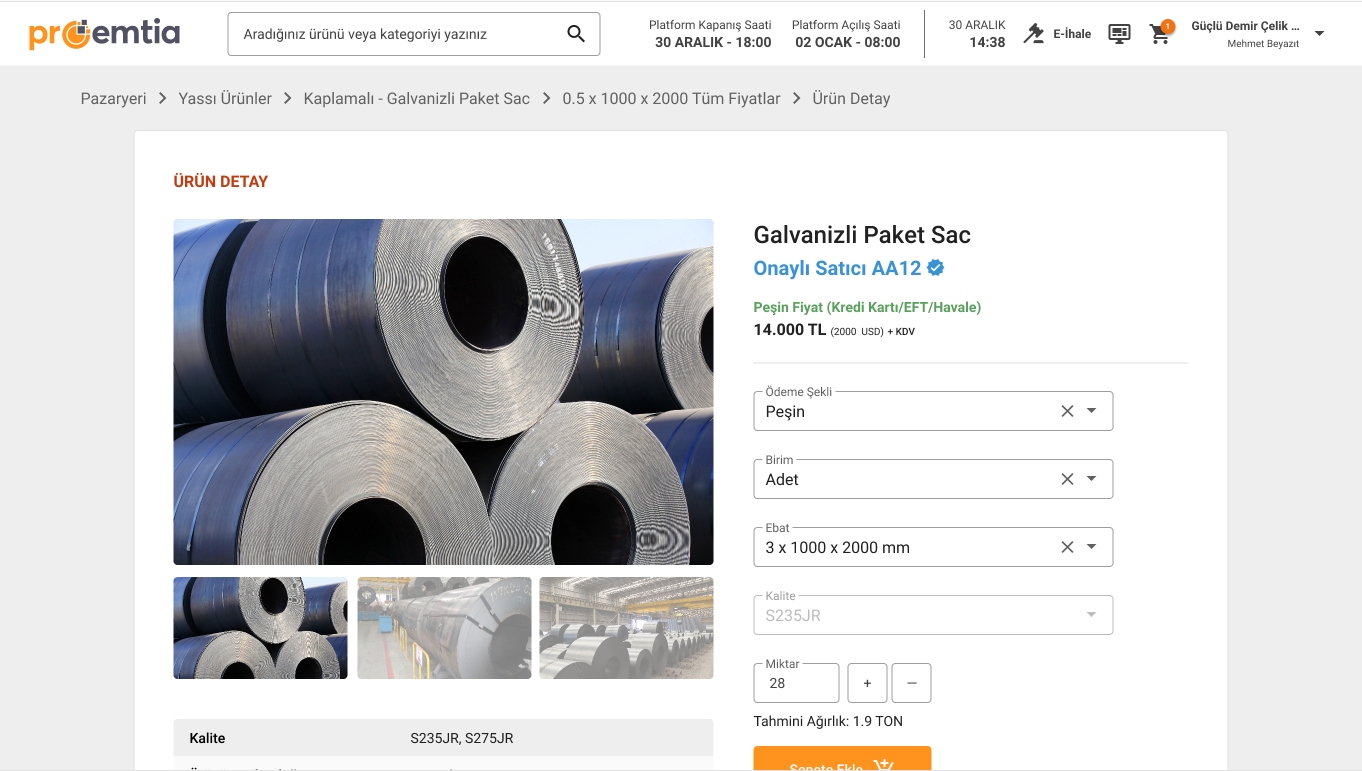 proemtia
Aradığınız ürünü veya kategoriyi yazınız
Platform Kapanış Saati
30 ARALIK - 18:00
Platform Açılış Saati
02 OCAK - 08:00
30 ARALIK
14:38
E-İhale
1
Güçlü Demir Çelik ...
Mehmet Beyazıt
Pazaryeri > Yassı Ürünler > Kaplamalı - Galvanizli Paket Sac > 0.5 x 1000 x 2000 Tüm Fiyatlar > Ürün Detay
ÜRÜN DETAY
Galvanizli Paket Sac
Onaylı Satıcı AA12
Peşin Fiyat (Kredi Kartı/EFT/Havale)
14.000 TL (2000 USD) + KDV
Ödeme Şekli
Peşin
Birim
Adet
Ebat
3 x 1000 x 2000 mm
Kalite
S235JR
Miktar
28 + −
Tahmini Ağırlık: 1.9 TON
Sepete Ekle
Kalite S235JR, S275JR